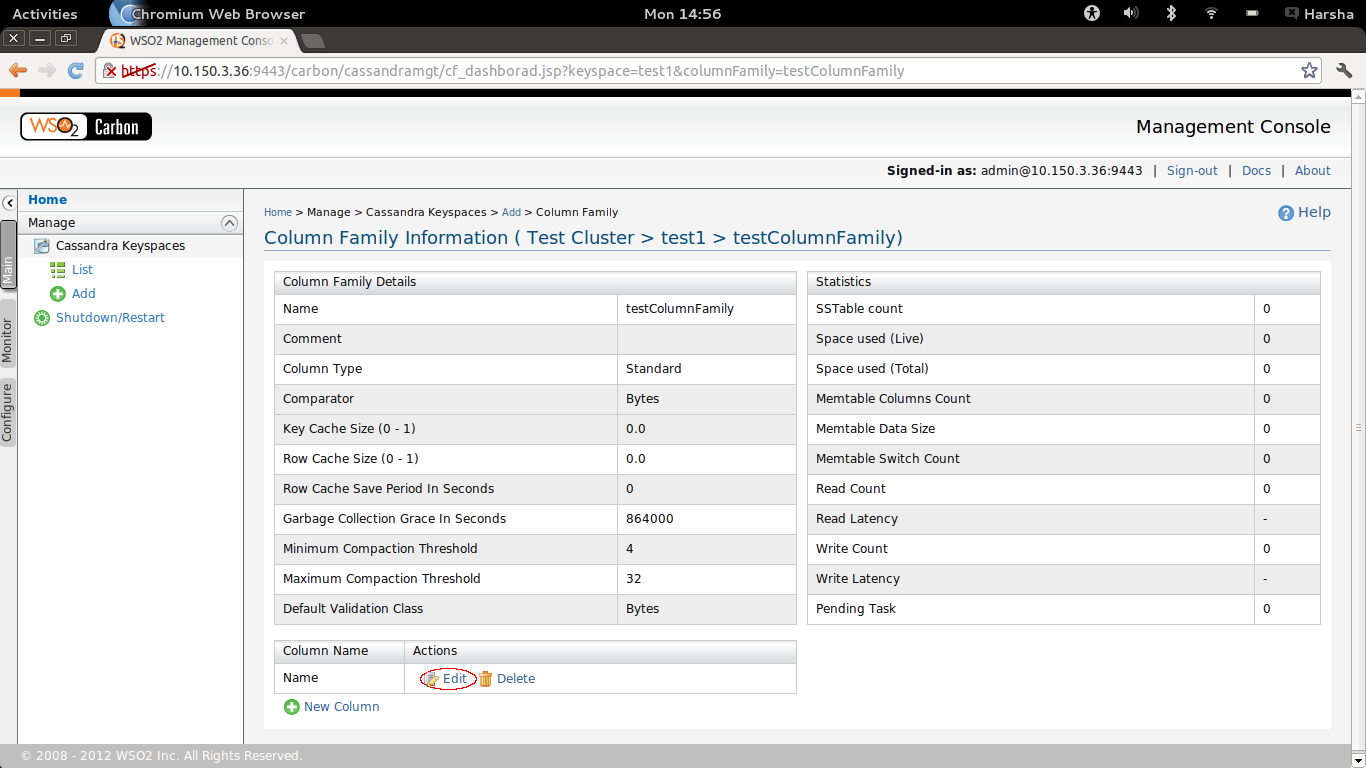 Activities Chromium Web Browser Mon 14:56 Harsha
WSO2 Management Conso
https://10.150.3.36:9443/carbon/cassandramgt/cf_dashborad.jsp?keyspace=test1&columnFamily=testColumnFamily
WSO2 Carbon
Management Console
Signed-in as: admin@10.150.3.36:9443 | Sign-out | Docs | About
Main
Monitor
Configure
Home
Manage
Cassandra Keyspaces
List
Add
Shutdown/Restart
Home > Manage > Cassandra Keyspaces > Add > Column Family
Help
Column Family Information ( Test Cluster > test1 > testColumnFamily)
Column Family Details
Name testColumnFamily
Comment
Column Type Standard
Comparator Bytes
Key Cache Size (0 - 1) 0.0
Row Cache Size (0 - 1) 0.0
Row Cache Save Period In Seconds 0
Garbage Collection Grace In Seconds 864000
Minimum Compaction Threshold 4
Maximum Compaction Threshold 32
Default Validation Class Bytes
Statistics
SSTable count 0
Space used (Live) 0
Space used (Total) 0
Memtable Columns Count 0
Memtable Data Size 0
Memtable Switch Count 0
Read Count 0
Read Latency -
Write Count 0
Write Latency -
Pending Task 0
Column Name Actions
Name Edit Delete
New Column
© 2008 - 2012 WSO2 Inc. All Rights Reserved.